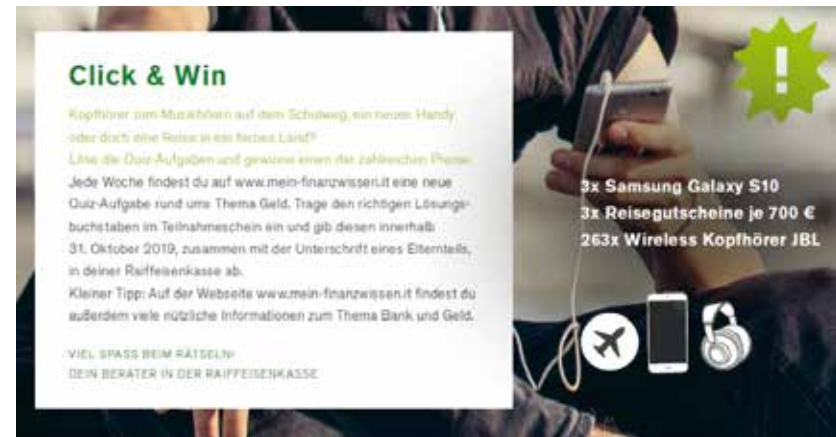 Click & Win
Kopfhörer zum Musikhören auf dem Schulweg, ein neues Handy
oder doch eine Reise in ein fernes Land?
Löse die Quiz-Aufgaben und gewinne einen der zahlreichen Preise.
Jede Woche findest du auf www.mein-finanzwissen.it eine neue
Quiz-Aufgabe rund ums Thema Geld. Trage den richtigen Lösungs-
buchstaben im Teilnahmeschein ein und gib diesen innerhalb
31. Oktober 2019, zusammen mit der Unterschrift eines Elternteils,
in deiner Raiffeisenkasse ab.
Kleiner Tipp: Auf der Webseite www.mein-finanzwissen.it findest du
außerdem viele nützliche Informationen zum Thema Bank und Geld.
VIEL SPASS BEIM RÄTSELN!
DEIN BERATER IN DER RAIFFEISENKASSE
!
3x Samsung Galaxy S10
3x Reisegutscheine je 700 €
263x Wireless Kopfhörer JBL